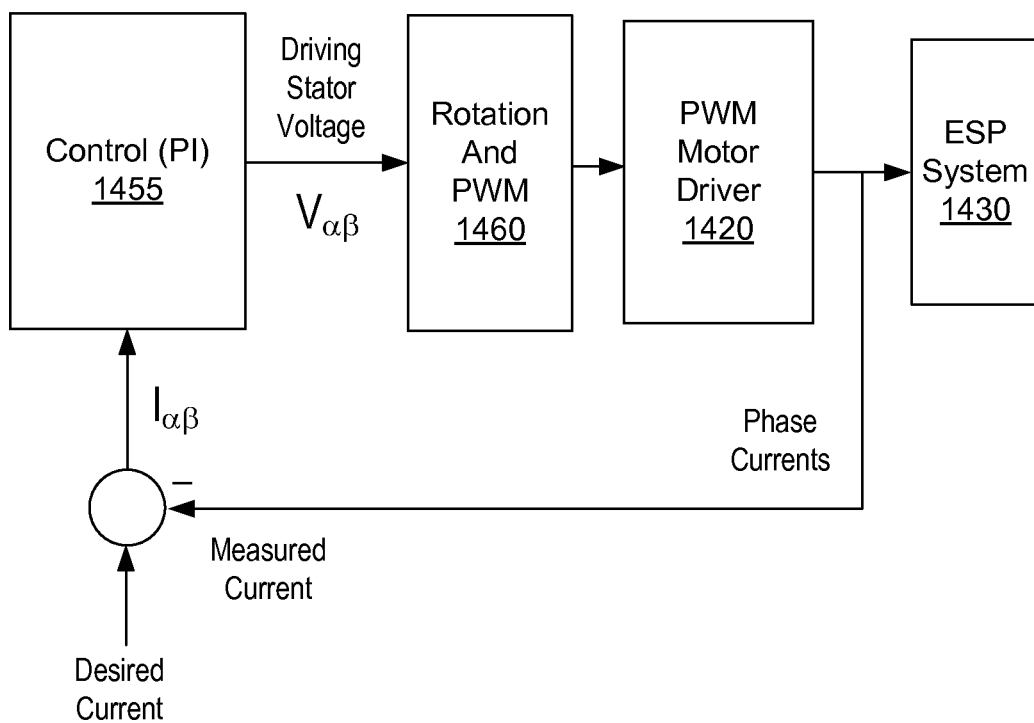 Control (PI)
1455
Driving
Stator
Voltage
Vαβ
Rotation
And
PWM
1460
PWM
Motor
Driver
1420
ESP
System
1430
Iαβ
–
Phase
Currents
Measured
Current
Desired
Current